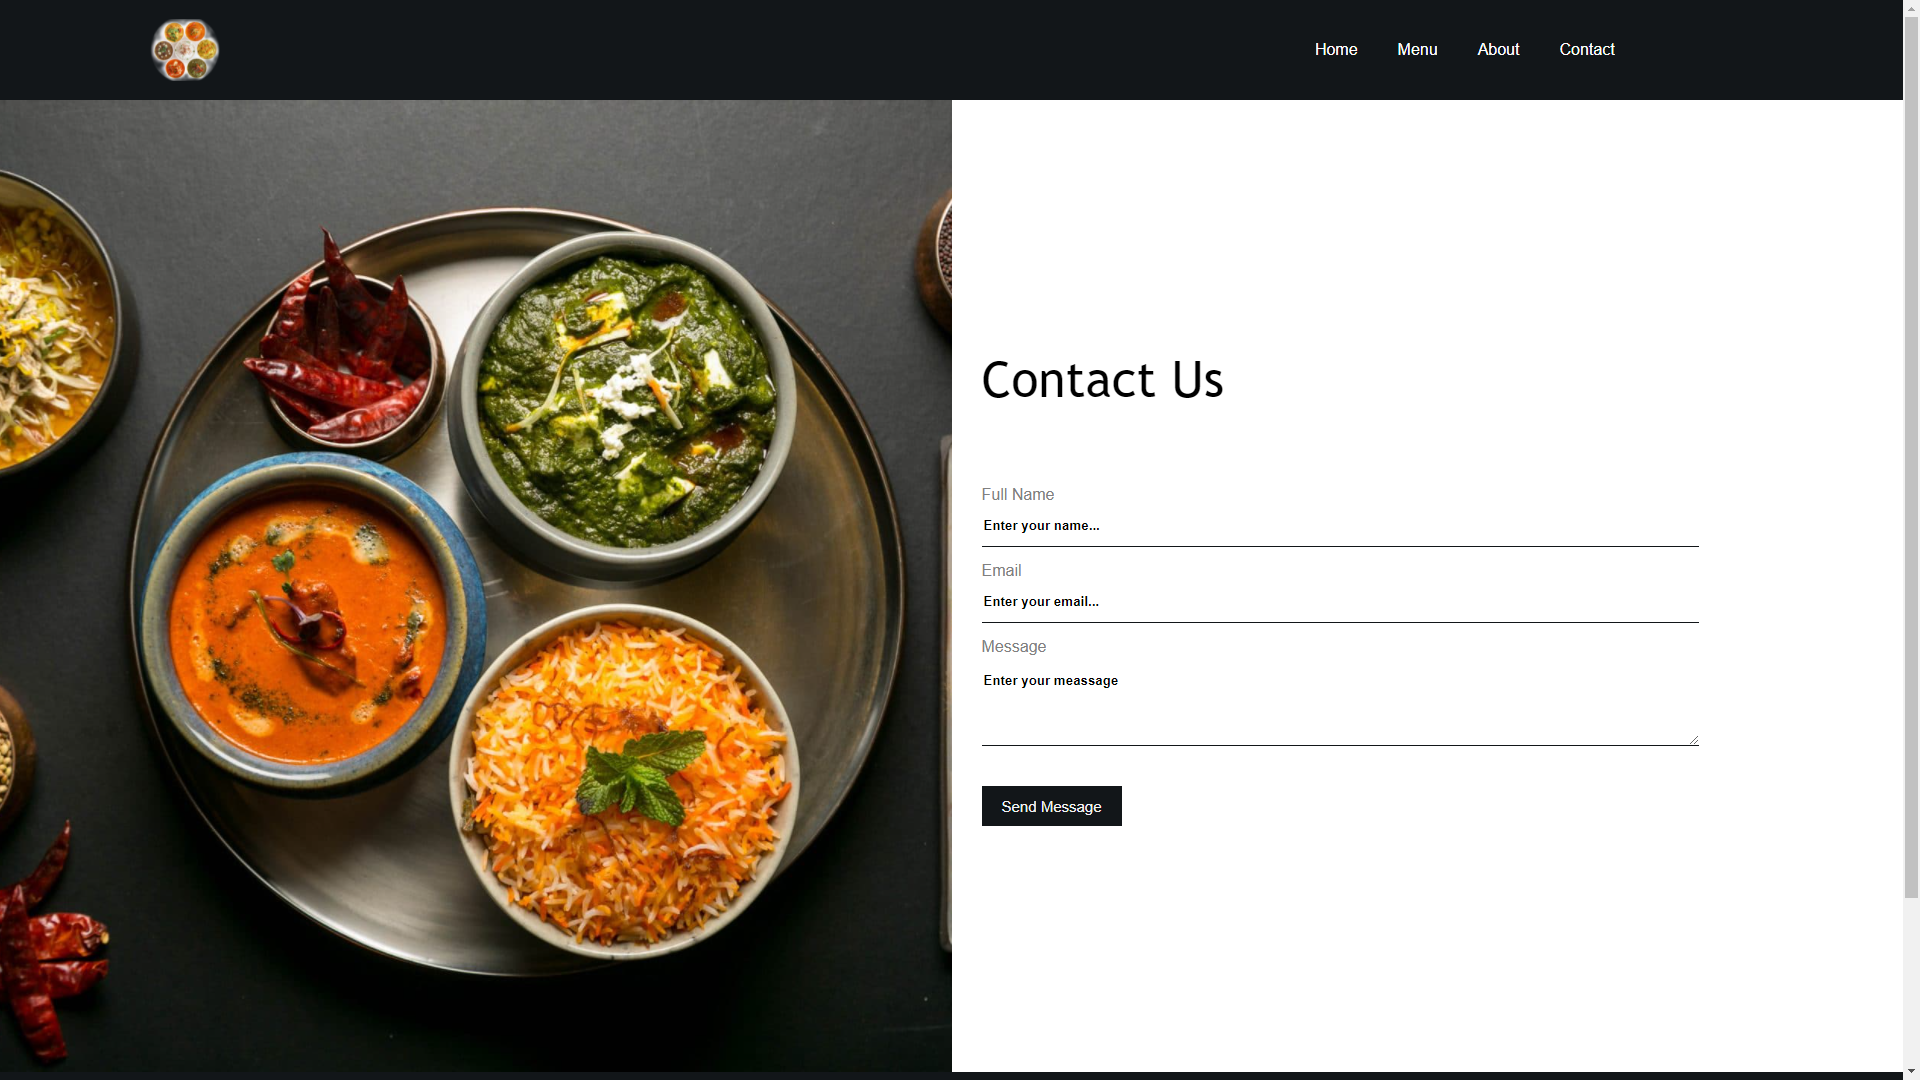 Home Menu About Contact
Contact Us
Full Name
Enter your name...
Email
Enter your email...
Message
Enter your meassage
Send Message